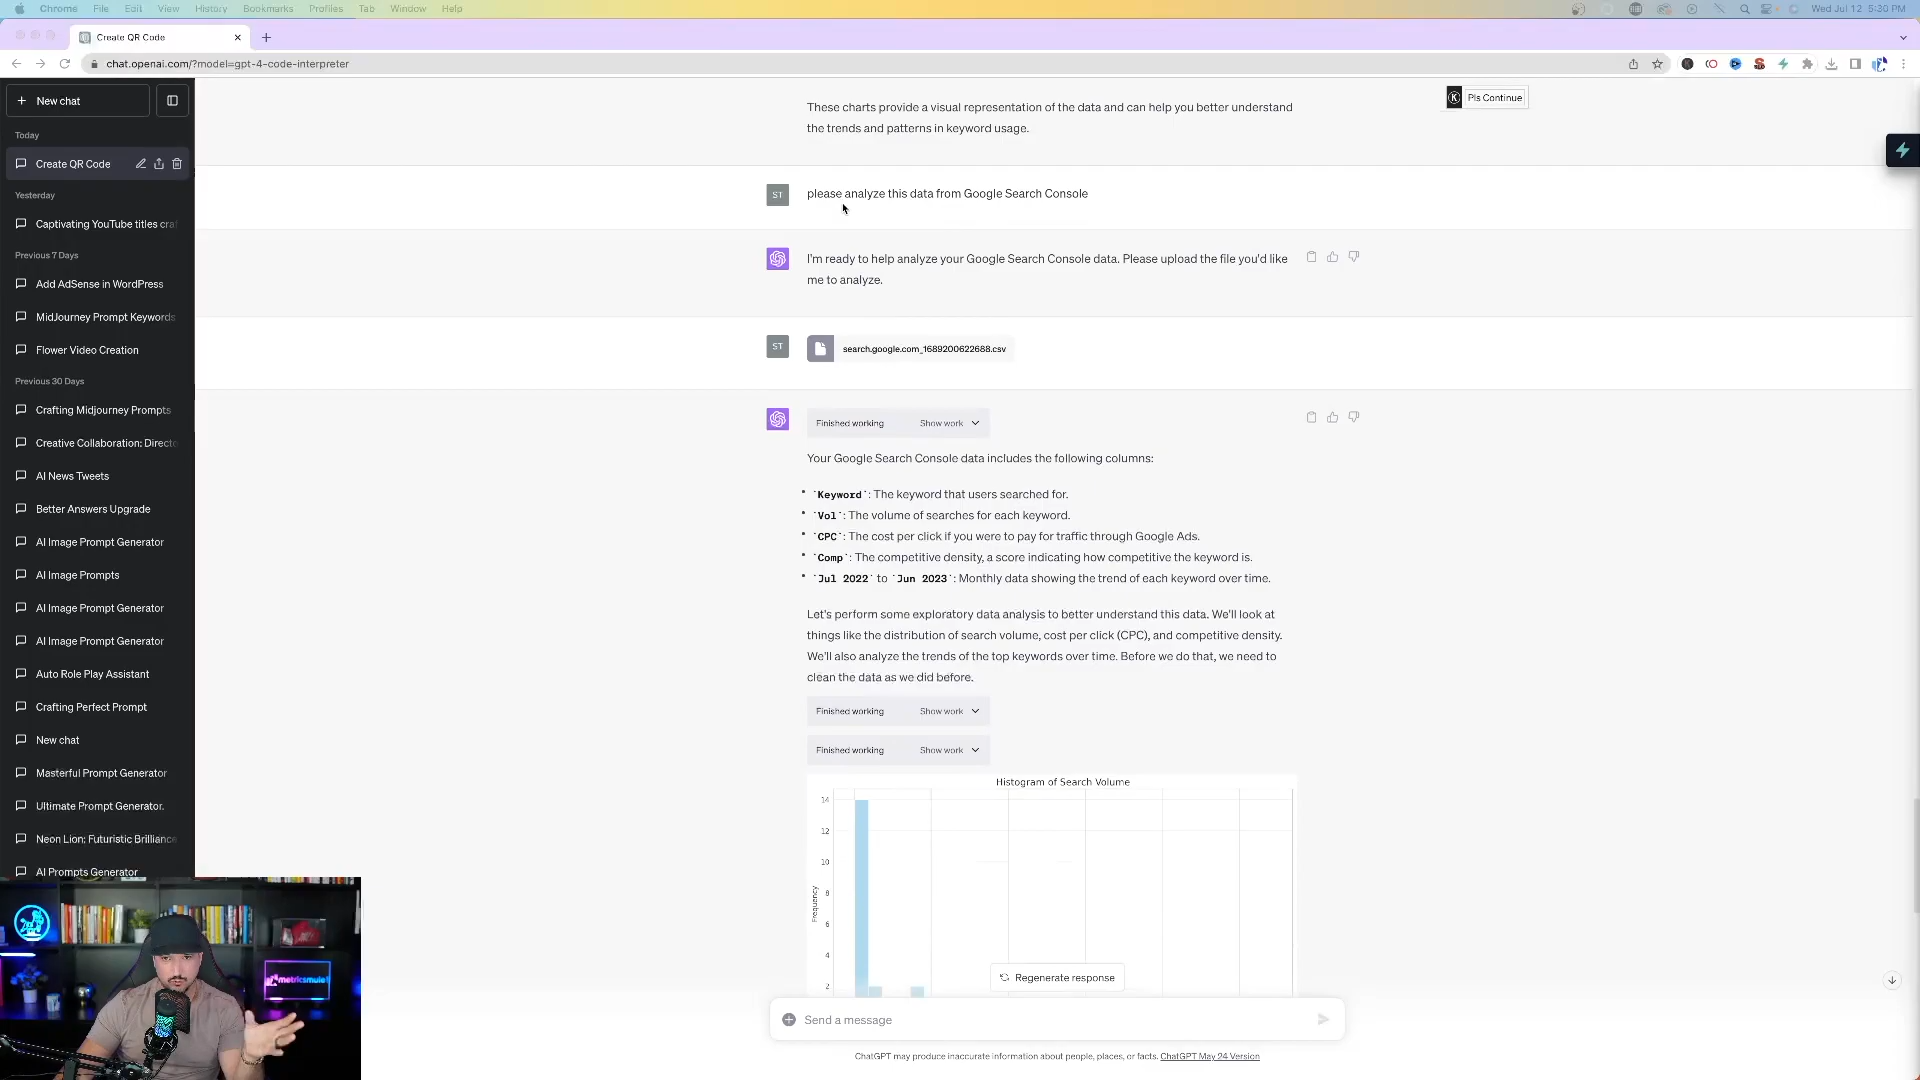 Chrome File Edit View History Bookmarks Profiles Tab Window Help
Wed Jul 12 5:30 PM
Create QR Code
chat.openai.com/?model=gpt-4-code-interpreter
New chat
Today
Create QR Code
Yesterday
Captivating YouTube titles cra
Previous 7 Days
Add AdSense in WordPress
MidJourney Prompt Keywords
Flower Video Creation
Previous 30 Days
Crafting Midjourney Prompts
Creative Collaboration: Directo
AI News Tweets
Better Answers Upgrade
AI Image Prompt Generator
AI Image Prompts
AI Image Prompt Generator
AI Image Prompt Generator
Auto Role Play Assistant
Crafting Perfect Prompt
New chat
Masterful Prompt Generator
Ultimate Prompt Generator.
Neon Lion: Futuristic Brilliance
AI Prompts Generator
metricsmule
Pls Continue
These charts provide a visual representation of the data and can help you better understand
the trends and patterns in keyword usage.
ST
please analyze this data from Google Search Console
I'm ready to help analyze your Google Search Console data. Please upload the file you'd like
me to analyze.
ST
search.google.com_1689200622688.csv
Finished working Show work
Your Google Search Console data includes the following columns:
• `Keyword`: The keyword that users searched for.
• `Vol`: The volume of searches for each keyword.
• `CPC`: The cost per click if you were to pay for traffic through Google Ads.
• `Comp`: The competitive density, a score indicating how competitive the keyword is.
• `Jul 2022` to `Jun 2023`: Monthly data showing the trend of each keyword over time.
Let's perform some exploratory data analysis to better understand this data. We'll look at
things like the distribution of search volume, cost per click (CPC), and competitive density.
We'll also analyze the trends of the top keywords over time. Before we do that, we need to
clean the data as we did before.
Finished working Show work
Finished working Show work
Histogram of Search Volume
14
12
10
8
6
4
2
Frequency
Regenerate response
Send a message
ChatGPT may produce inaccurate information about people, places, or facts. ChatGPT May 24 Version